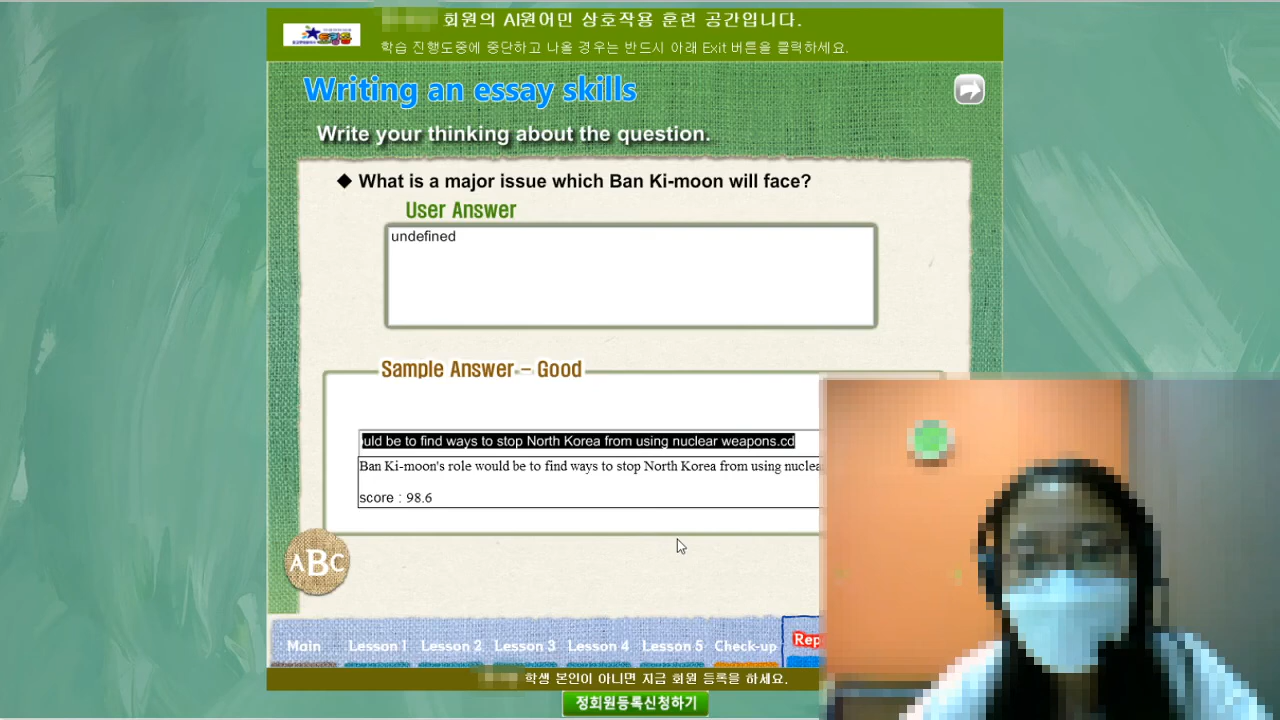 회원의 AI원어민 상호작용 훈련 공간입니다.
학습 진행도중에 중단하고 나올 경우는 반드시 아래 Exit 버튼을 클릭하세요.
Writing an essay skills
Write your thinking about the question.
◆ What is a major issue which Ban Ki-moon will face?
User Answer
undefined
Sample Answer - Good
uld be to find ways to stop North Korea from using nuclear weapons.cd
Ban Ki-moon's role would be to find ways to stop North Korea from using nuclea
score : 98.6
ABC
Main Lesson 1 Lesson 2 Lesson 3 Lesson 4 Lesson 5 Check-up Rep
학생 본인이 아니면 지금 회원 등록을 하세요.
정회원등록신청하기